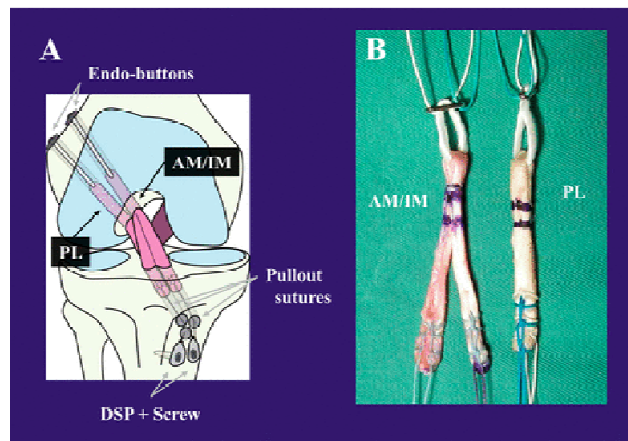 A
Endo-buttons
AM/IM
PL
Pullout
sutures
DSP + Screw
B
AM/IM
PL